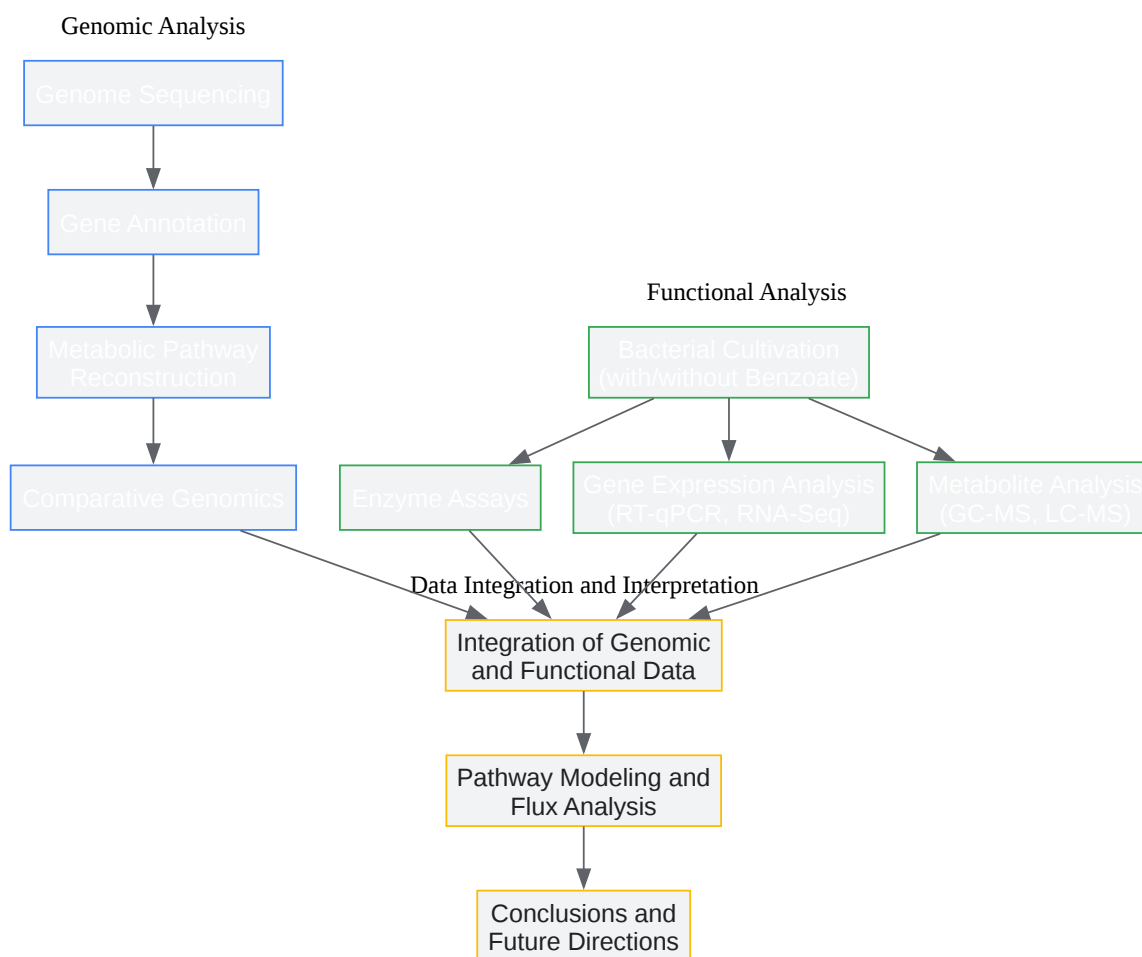 Genomic Analysis
Genome Sequencing
Gene Annotation
Metabolic Pathway
Reconstruction
Comparative Genomics
Functional Analysis
Bacterial Cultivation
(with/without Benzoate)
Enzyme Assays
Gene Expression Analysis
(RT-qPCR, RNA-Seq)
Metabolite Analysis
(GC-MS, LC-MS)
Data Integration and Interpretation
Integration of Genomic
and Functional Data
Pathway Modeling and
Flux Analysis
Conclusions and
Future Directions